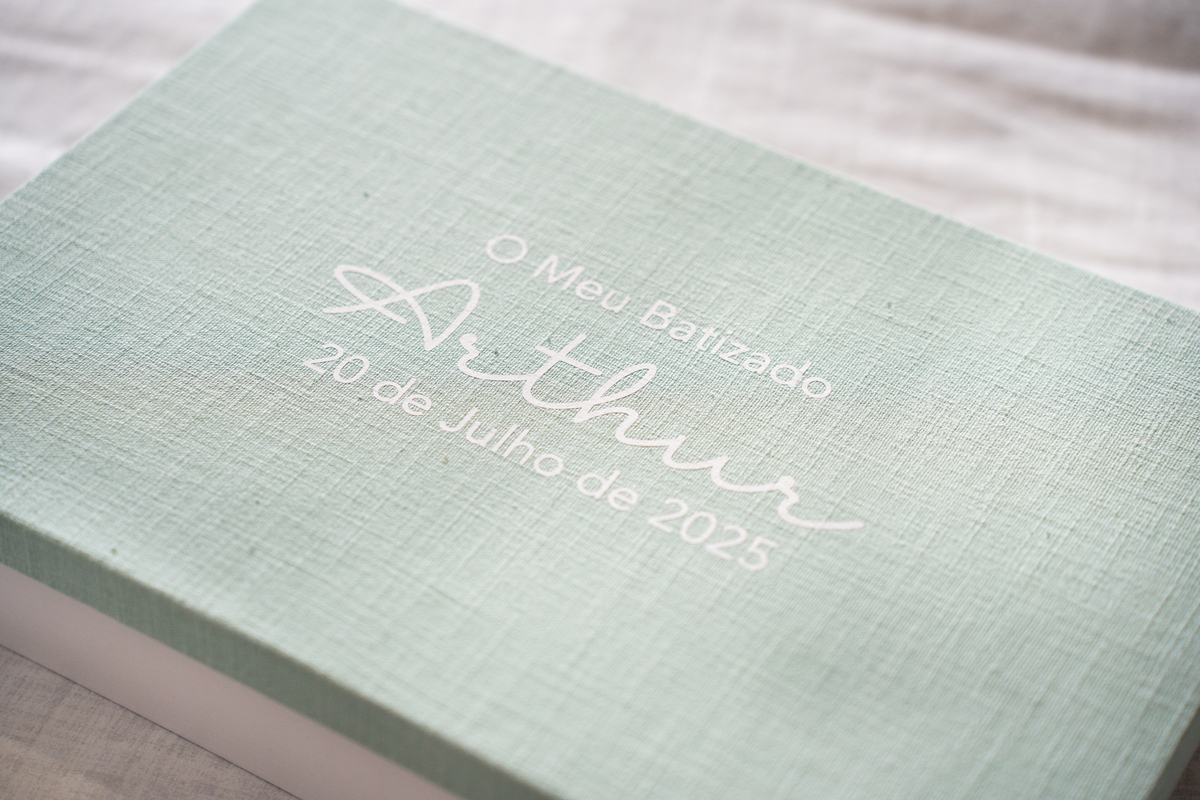 O Meu Batizado
Arthur
20 de Julho de 2025